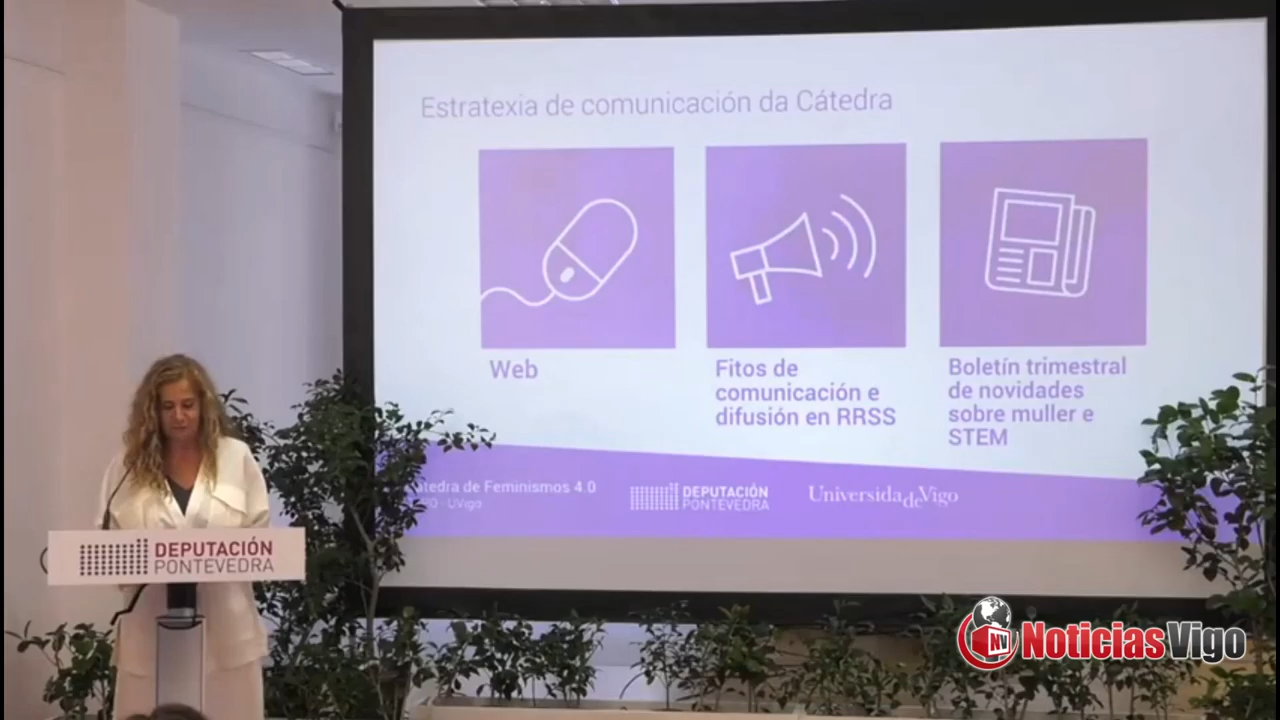 Estratexia de comunicación da Cátedra
Web
Fitos de
comunicación e
difusión en RRSS
Boletín trimestral
de novidades
sobre muller e
STEM
de Feminismos 4.0
UVigo
DEPUTACIÓN
PONTEVEDRA
UniversidadeVigo
DEPUTACIÓN
PONTEVEDRA
NoticiasVigo